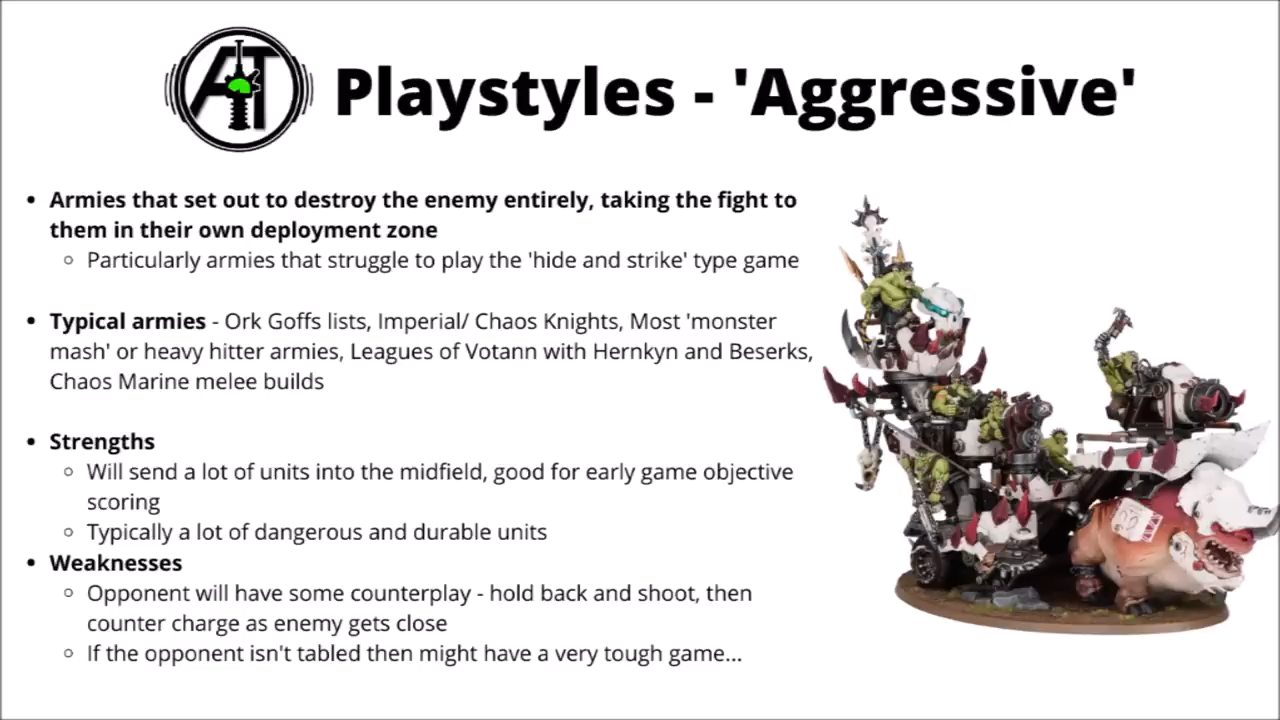 AT
Playstyles - 'Aggressive'
• Armies that set out to destroy the enemy entirely, taking the fight to
them in their own deployment zone
○ Particularly armies that struggle to play the 'hide and strike' type game
• Typical armies - Ork Goffs lists, Imperial/ Chaos Knights, Most 'monster
mash' or heavy hitter armies, Leagues of Votann with Hernkyn and Beserks,
Chaos Marine melee builds
• Strengths
○ Will send a lot of units into the midfield, good for early game objective
scoring
○ Typically a lot of dangerous and durable units
• Weaknesses
○ Opponent will have some counterplay - hold back and shoot, then
counter charge as enemy gets close
○ If the opponent isn't tabled then might have a very tough game...